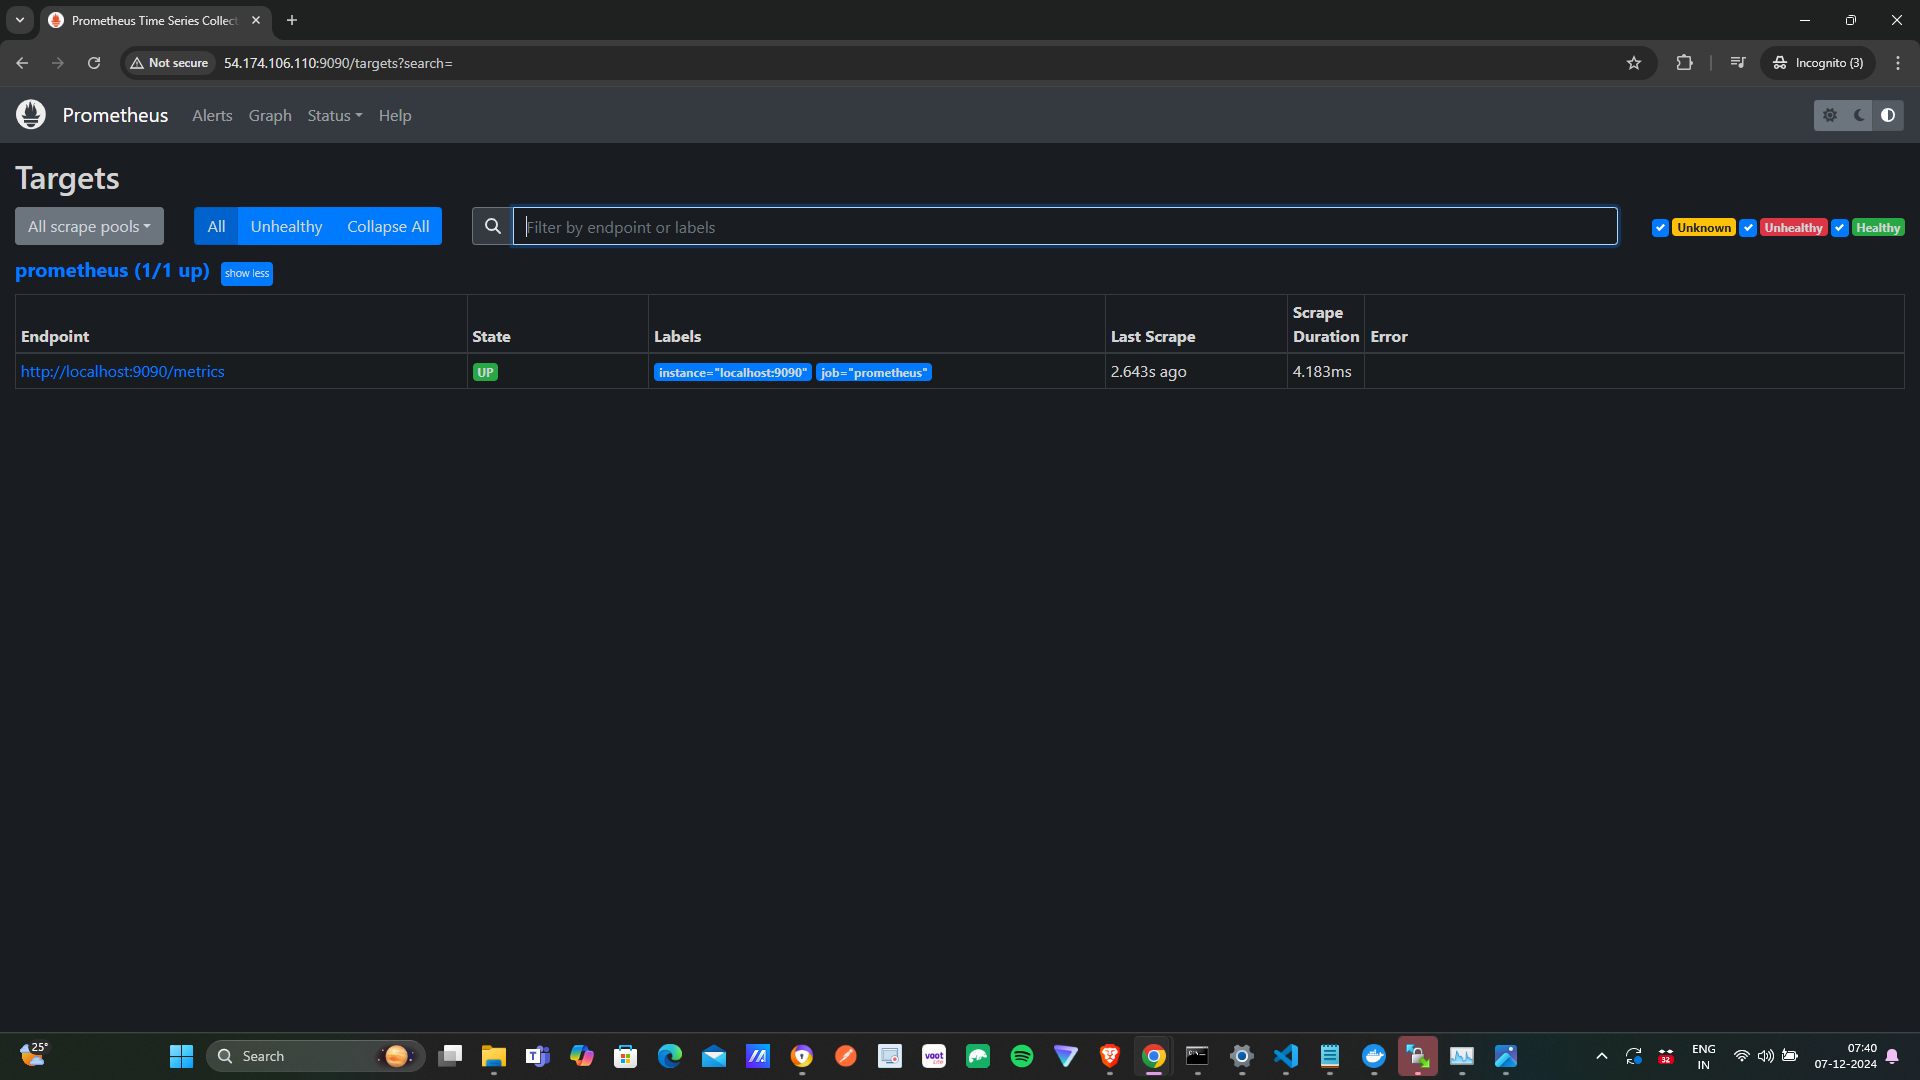 Prometheus Time Series Collect
Not secure
54.174.106.110:9090/targets?search=
Incognito (3)
Prometheus
Alerts
Graph
Status
Help
Targets
All scrape pools
All
Unhealthy
Collapse All
Filter by endpoint or labels
Unknown
Unhealthy
Healthy
prometheus (1/1 up)
show less
Endpoint
State
Labels
Last Scrape
Scrape
Duration
Error
http://localhost:9090/metrics
UP
instance="localhost:9090"
job="prometheus"
2.643s ago
4.183ms
25°
Search
voot
32
ENG
IN
07:40
07-12-2024